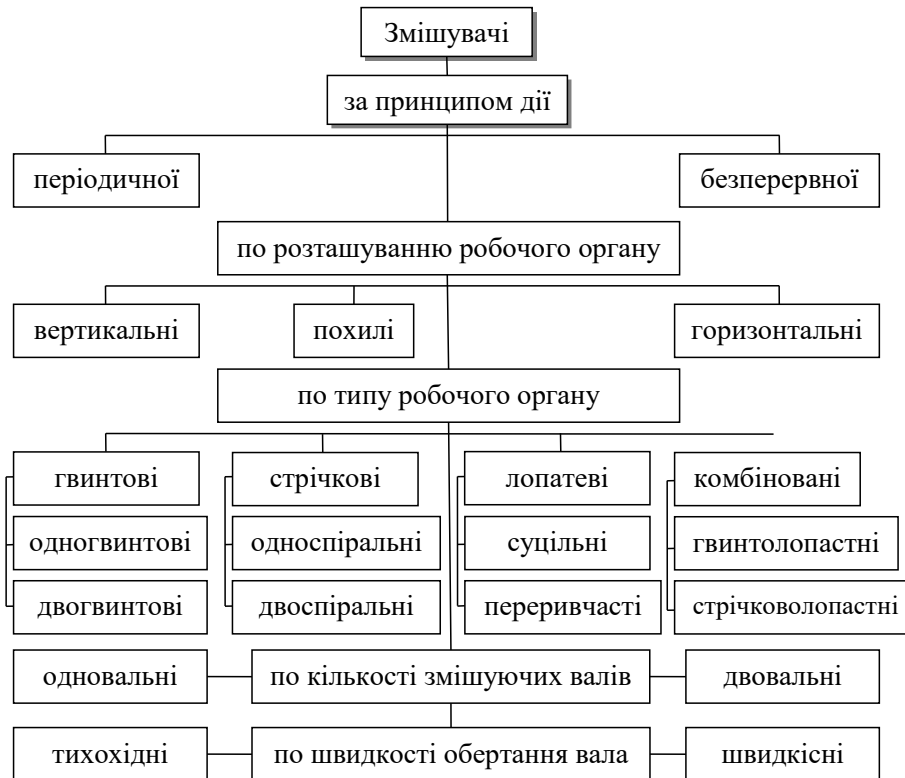 Змішувачі
за принципом дії
періодичної
безперервної
по розташуванню робочого органу
вертикальні
похилі
горизонтальні
по типу робочого органу
гвинтові
стрічкові
лопатеві
комбіновані
одногвинтові
односпіральні
суцільні
гвинтолопастні
двогвинтові
двоспіральні
переривчасті
стрічководопастні
одновальні
по кількості змішуючих валів
двовальні
тихохідні
по швидкості обертання вала
швидкісні